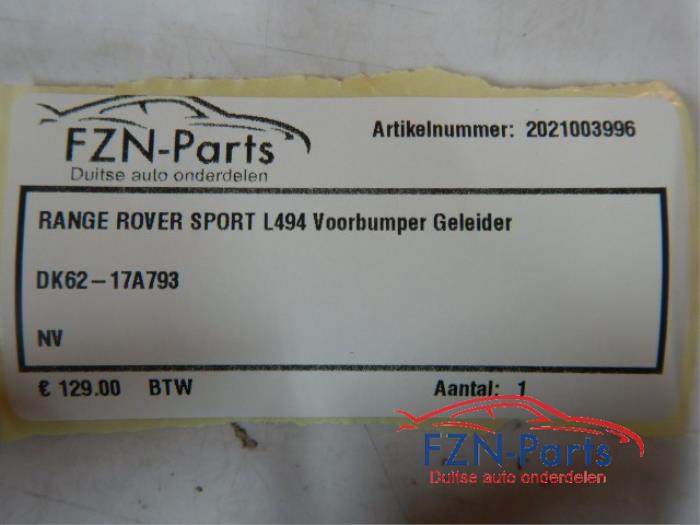 FZN-Parts
Duitse auto onderdelen
Artikelnummer: 2021003996
RANGE ROVER SPORT L494 Voorbumper Geleider
DK62-17A793
NV
€ 129.00 BTW Aantal: 1
FZN-Parts
Duitse auto onderdelen